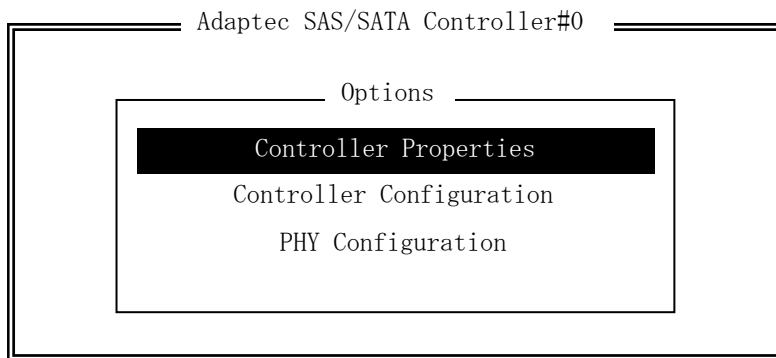 Adaptec SAS/SATA Controller#0
Options
Controller Properties
Controller Configuration
PHY Configuration